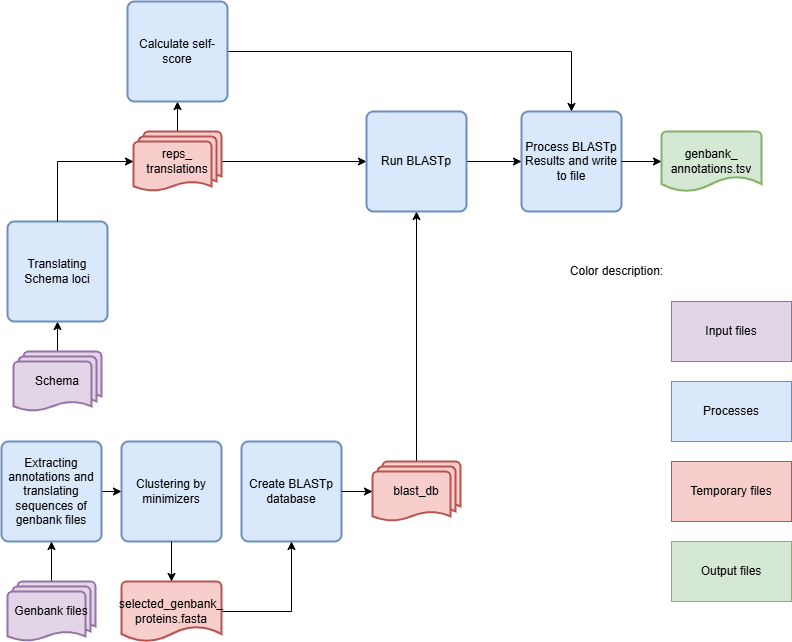 Calculate self-
score
reps_
translations
Run BLASTp
Process BLASTp
Results and write
to file
genbank_
annotations.tsv
Translating
Schema loci
Color description:
Input files
Schema
Processes
Extracting
annotations and
translating
sequences of
genbank files
Clustering by
minimizers
Create BLASTp
database
blast_db
Temporary files
Output files
Genbank files
selected_genbank_
proteins.fasta